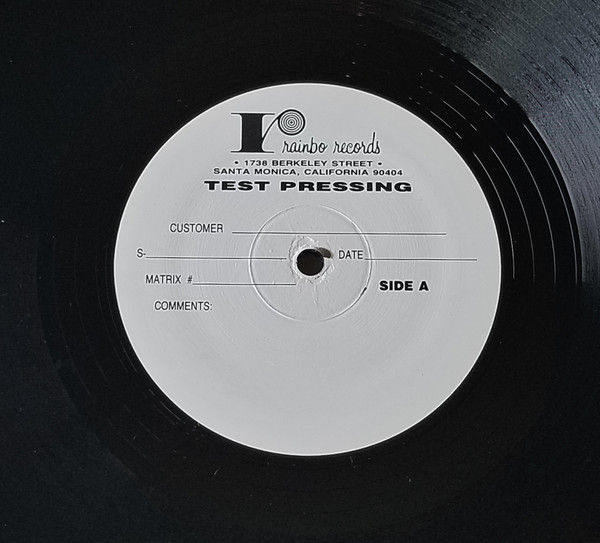 r rainbo records
• 1738 BERKELEY STREET •
SANTA MONICA, CALIFORNIA 90404
TEST PRESSING
CUSTOMER
S- DATE
MATRIX # SIDE A
COMMENTS: